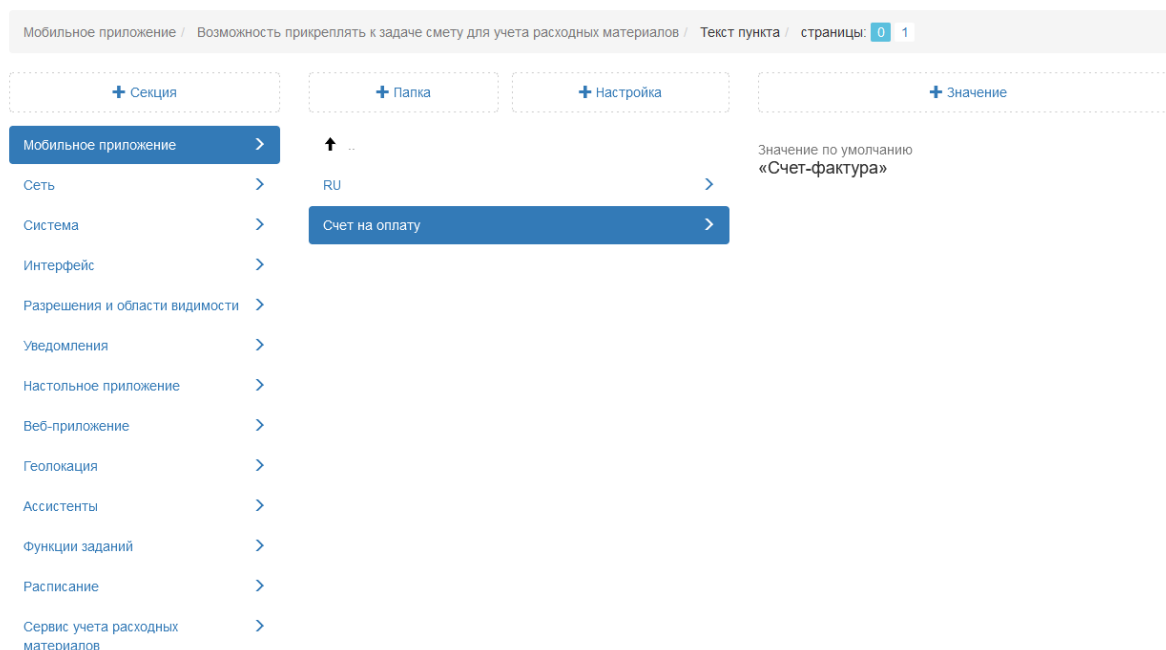 Мобильное приложение / Возможность прикреплять к задаче смету для учета расходных материалов / Текст пункта / страницы: 0 1
Секция
Папка
Настройка
Значение
Мобильное приложение
Сеть
Система
Интерфейс
Разрешения и области видимости
Уведомления
Настольное приложение
Веб-приложение
Геолокация
Ассистенты
Функции заданий
Расписание
Сервис учета расходных
материалов
..
RU
Счет на оплату
Значение по умолчанию
«Счет-фактура»